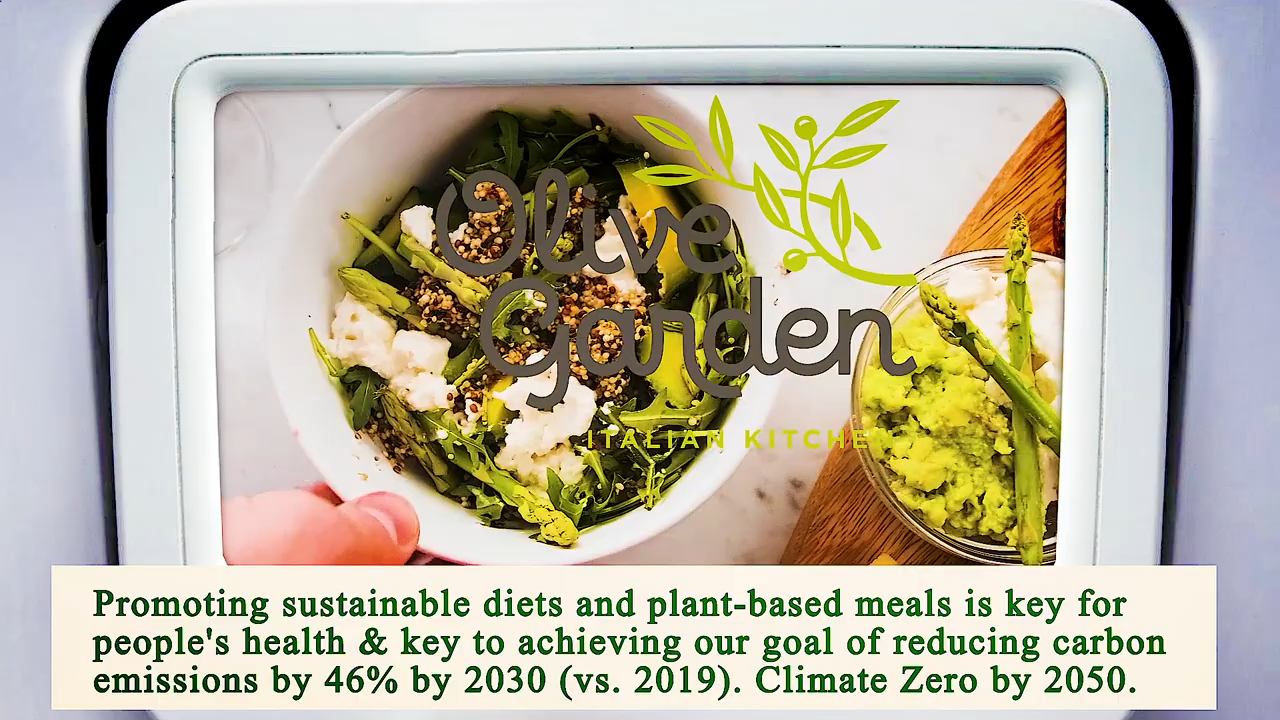 Olive
Garden
ITALIAN KITCHEN
Promoting sustainable diets and plant-based meals is key for
people's health & key to achieving our goal of reducing carbon
emissions by 46% by 2030 (vs. 2019). Climate Zero by 2050.